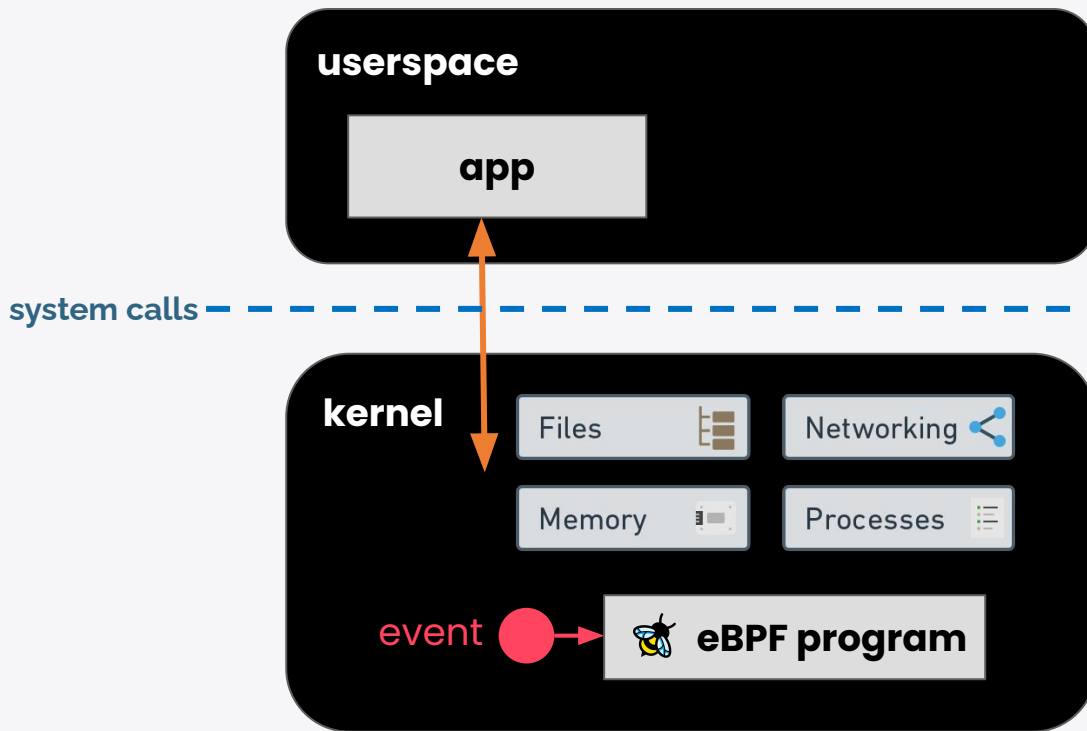 userspace
app
system calls
kernel
Files
Networking
Memory
Processes
event
eBPF program